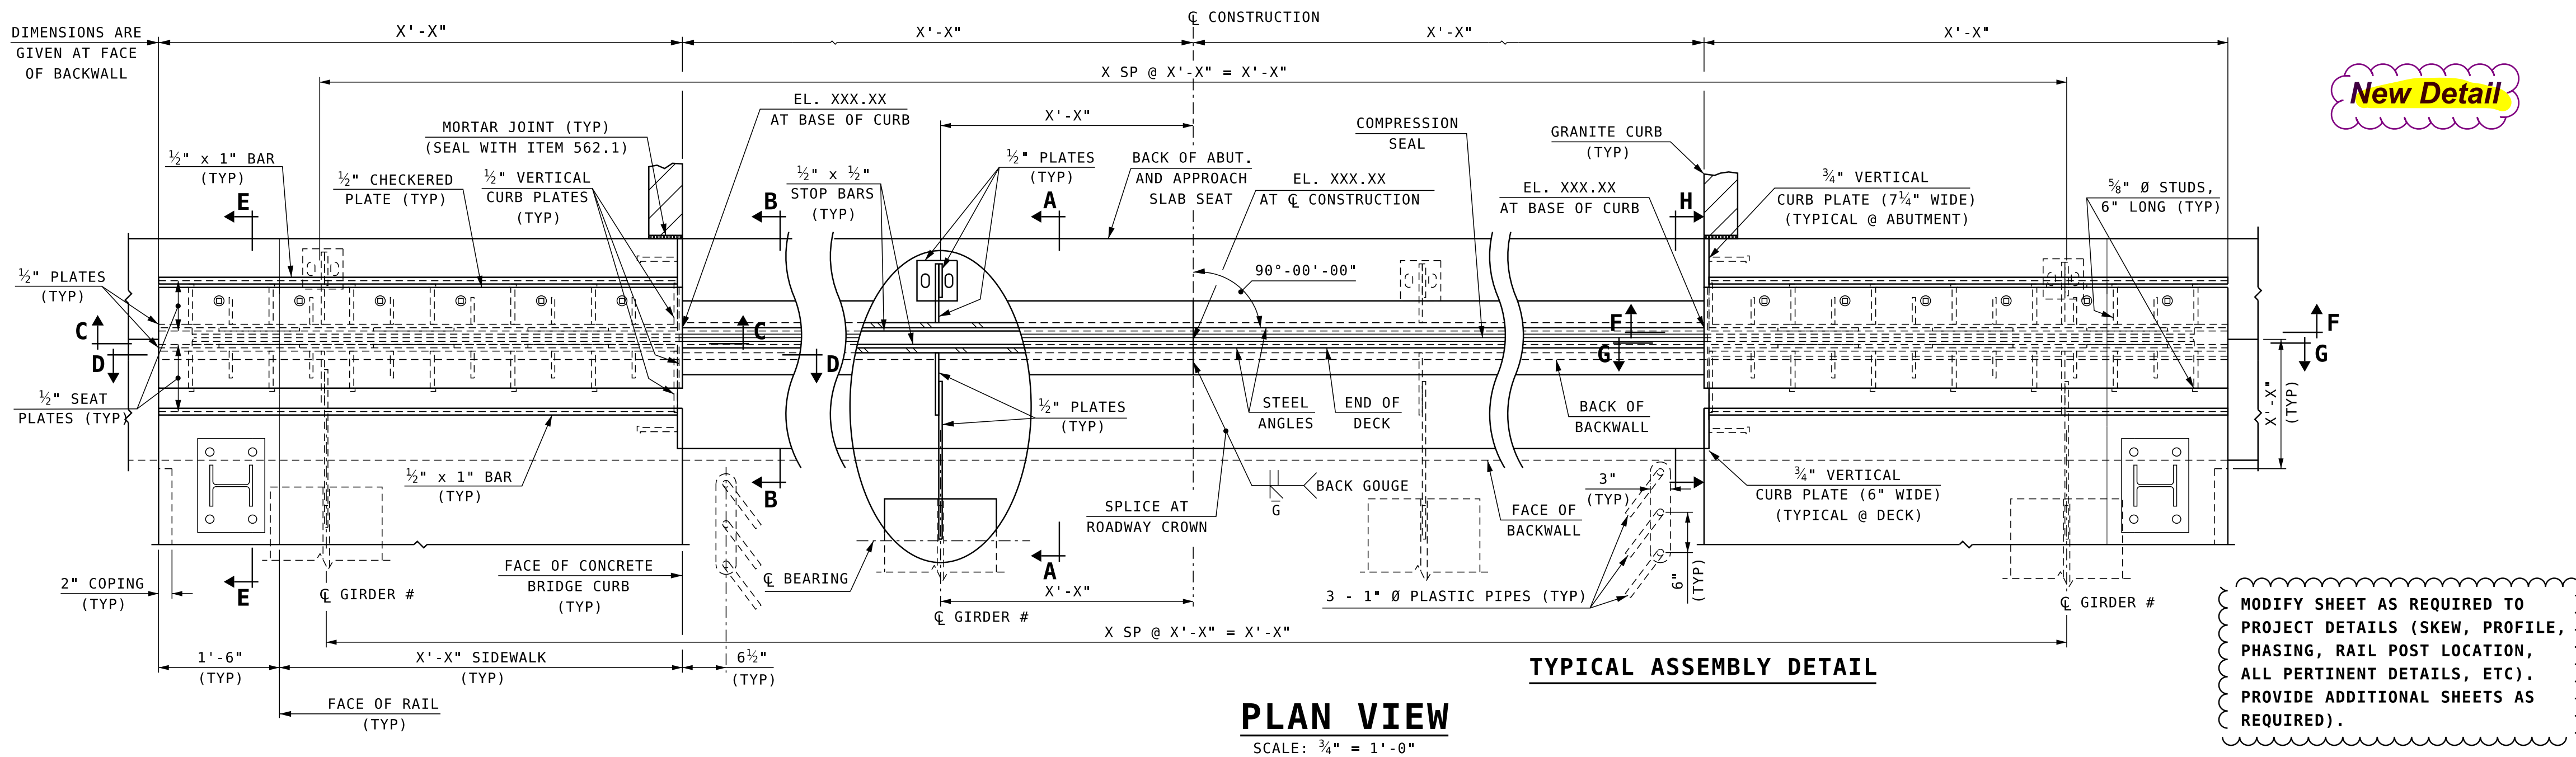 ℄ CONSTRUCTION
DIMENSIONS ARE
GIVEN AT FACE
OF BACKWALL
X'-X"
X'-X"
X'-X"
X'-X"
X SP @ X'-X" = X'-X"
New Detail
EL. XXX.XX
AT BASE OF CURB
X'-X"
MORTAR JOINT (TYP)
(SEAL WITH ITEM 562.1)
COMPRESSION
SEAL
GRANITE CURB
(TYP)
½" x 1" BAR
(TYP)
½" CHECKERED
PLATE (TYP)
½" VERTICAL
CURB PLATES
(TYP)
½" x ½"
STOP BARS
(TYP)
½" PLATES
(TYP)
BACK OF ABUT.
AND APPROACH
SLAB SEAT
EL. XXX.XX
AT ℄ CONSTRUCTION
EL. XXX.XX
AT BASE OF CURB
¾" VERTICAL
CURB PLATE (7¼" WIDE)
(TYPICAL @ ABUTMENT)
⅝" Ø STUDS,
6" LONG (TYP)
E
B
A
H
½" PLATES
(TYP)
90°-00'-00"
C
D
C
D
F
G
F
G
½" SEAT
PLATES (TYP)
½" PLATES
(TYP)
STEEL
ANGLES
END OF
DECK
BACK OF
BACKWALL
X'-X"
(TYP)
½" x 1" BAR
(TYP)
B
SPLICE AT
ROADWAY CROWN
BACK GOUGE
G
FACE OF
BACKWALL
3"
(TYP)
¾" VERTICAL
CURB PLATE (6" WIDE)
(TYPICAL @ DECK)
2" COPING
(TYP)
E
℄ GIRDER #
FACE OF CONCRETE
BRIDGE CURB
(TYP)
℄ BEARING
A
X'-X"
℄ GIRDER #
3 - 1" Ø PLASTIC PIPES (TYP)
6"
(TYP)
℄ GIRDER #
X SP @ X'-X" = X'-X"
1'-6"
(TYP)
X'-X" SIDEWALK
(TYP)
6½"
(TYP)
FACE OF RAIL
(TYP)
TYPICAL ASSEMBLY DETAIL
PLAN VIEW
SCALE: ¾" = 1'-0"
MODIFY SHEET AS REQUIRED TO
PROJECT DETAILS (SKEW, PROFILE,
PHASING, RAIL POST LOCATION,
ALL PERTINENT DETAILS, ETC).
PROVIDE ADDITIONAL SHEETS AS
REQUIRED).